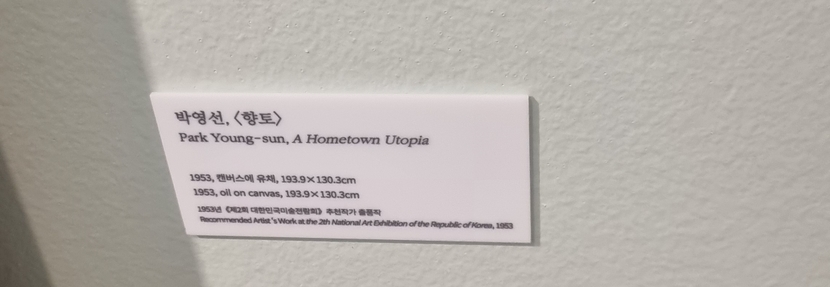 박영선, 〈향토〉
Park Young-sun, A Hometown Utopia
1953, 캔버스에 유채, 193.9×130.3cm
1953, oil on canvas, 193.9×130.3cm
1953년 《제2회 대한민국미술전람회》 추천작가 출품작
Recommended Artist's Work at the 2th National Art Exhibition of the Republic of Korea, 1953